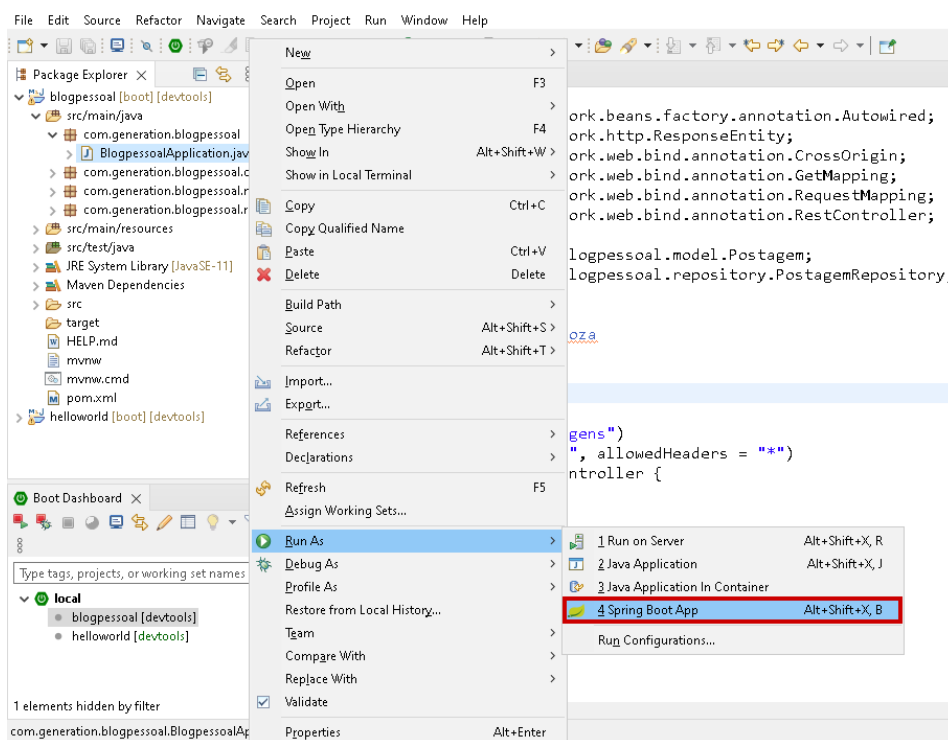 File Edit Source Refactor Navigate Search Project Run Window Help
Package Explorer
blogpessoal [boot] [devtools]
src/main/java
com.generation.blogpessoal
BlogpessoalApplication.jav
com.generation.blogpessoal.c
com.generation.blogpessoal.r
com.generation.blogpessoal.r
src/main/resources
src/test/java
JRE System Library [JavaSE-11]
Maven Dependencies
src
target
HELP.md
mvnw
mvnw.cmd
pom.xml
helloworld [boot] [devtools]
Boot Dashboard
Type tags, projects, or working set names
local
blogpessoal [devtools]
helloworld [devtools]
1 elements hidden by filter
com.generation.blogpessoal.BlogpessoalAp
New
Open F3
Open With
Open Type Hierarchy F4
Show In Alt+Shift+W
Show in Local Terminal
Copy Ctrl+C
Copy Qualified Name
Paste Ctrl+V
Delete Delete
Build Path
Source Alt+Shift+S
Refactor Alt+Shift+T
Import...
Export...
References
Declarations
Refresh F5
Assign Working Sets...
Run As
Debug As
Profile As
Restore from Local History...
Team
Compare With
Replace With
Validate
Properties Alt+Enter
1 Run on Server Alt+Shift+X, R
2 Java Application Alt+Shift+X, J
3 Java Application In Container
4 Spring Boot App Alt+Shift+X, B
Run Configurations...
ork.beans.factory.annotation.Autowired;
ork.http.ResponseEntity;
ork.web.bind.annotation.CrossOrigin;
ork.web.bind.annotation.GetMapping;
ork.web.bind.annotation.RequestMapping;
ork.web.bind.annotation.RestController;
logpessoal.model.Postagem;
logpessoal.repository.PostagemRepository
oza
gens")
", allowedHeaders = "*")
ntroller {